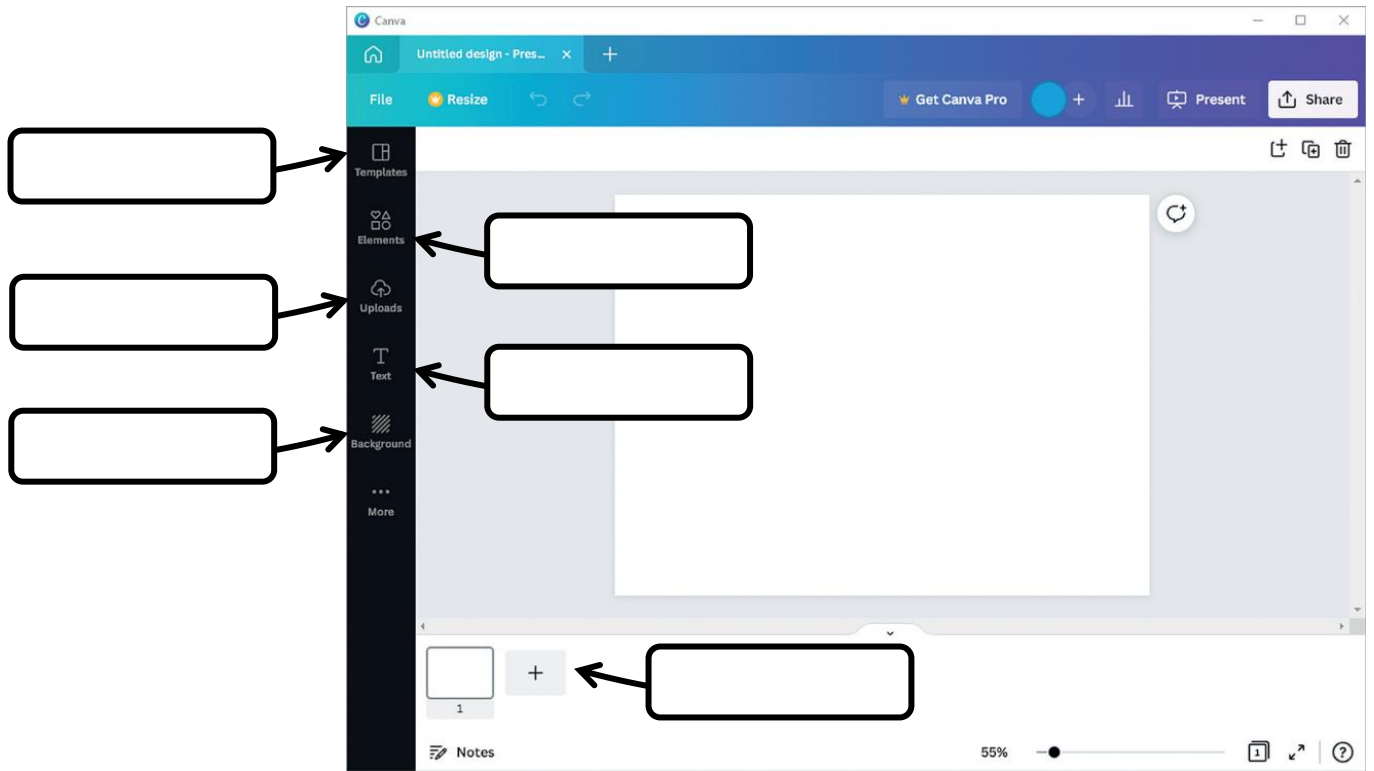 Canva
Untitled design - Pres...
File
Resize
Get Canva Pro
Present
Share
Templates
Elements
Uploads
Text
Background
More
1
Notes
55%
1